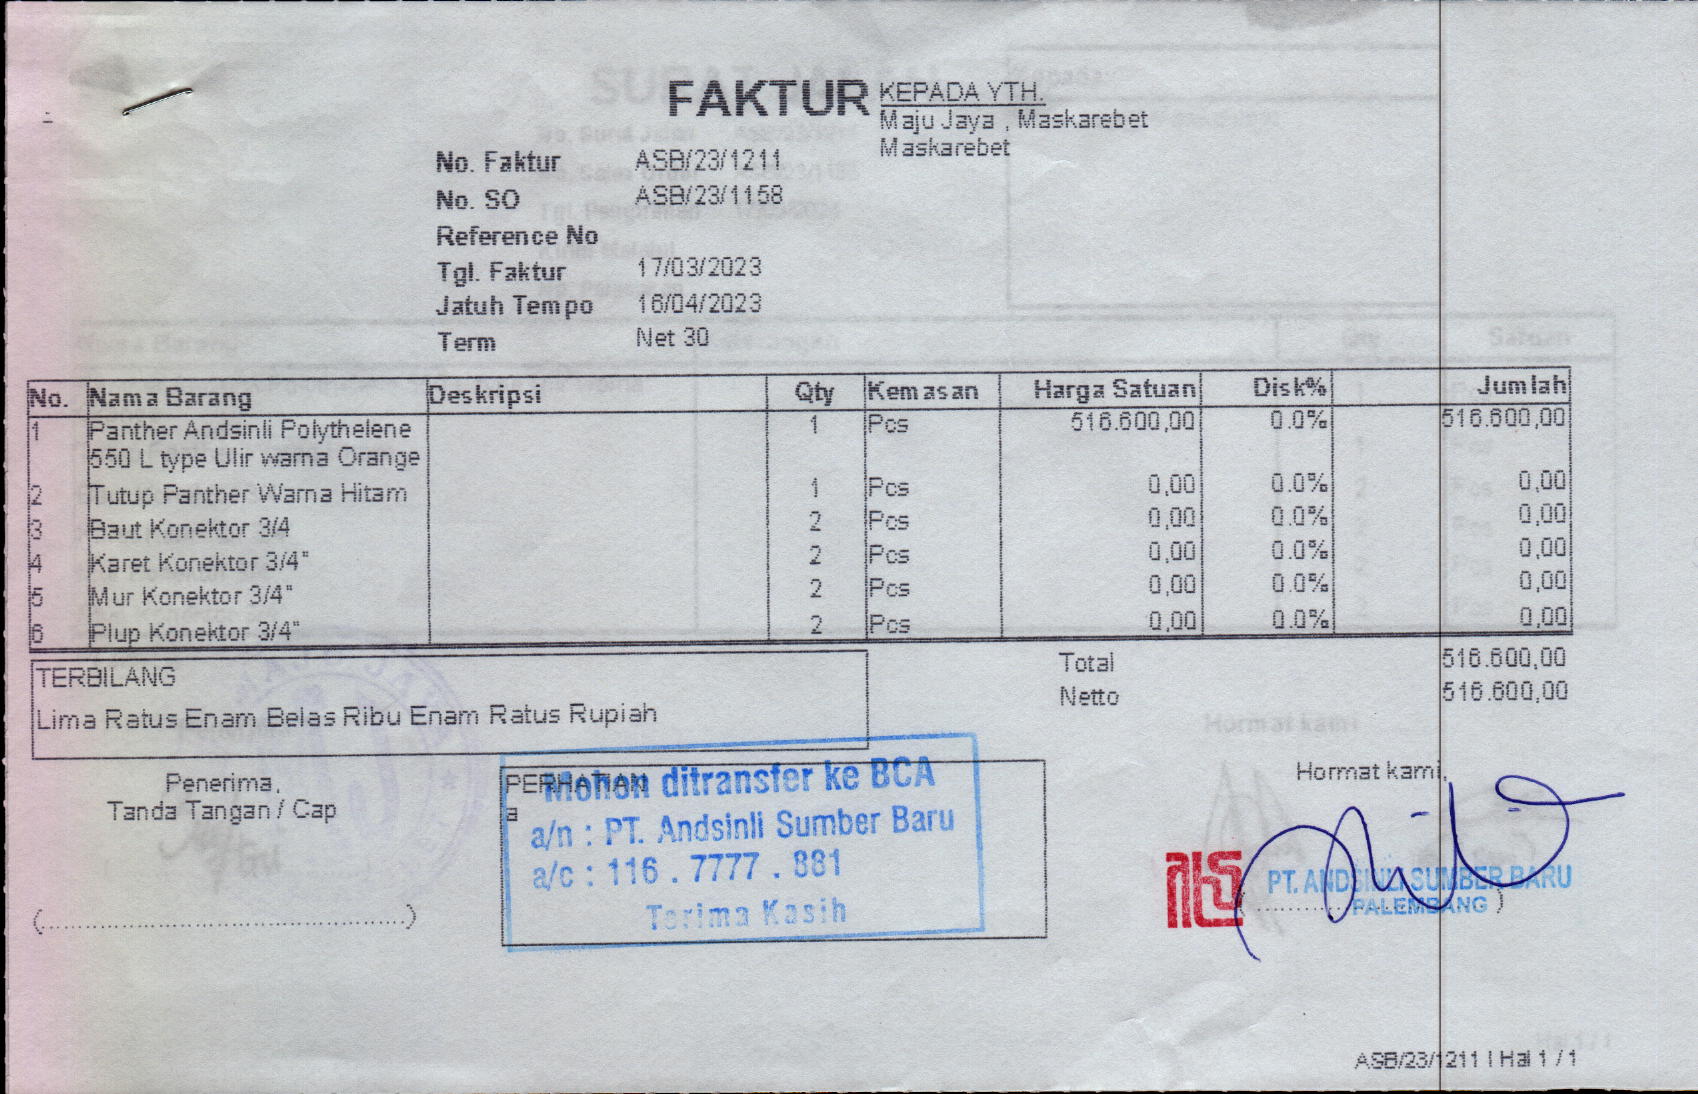 FAKTUR
KEPADA YTH.
Maju Jaya , Maskarebet
Maskarebet
No. Faktur ASB/23/1211
No. SO ASB/23/1158
Reference No
Tgl. Faktur 17/03/2023
Jatuh Tempo 16/04/2023
Term Net 30
No. Nama Barang Deskripsi Qty Kemasan Harga Satuan Disk% Jumlah
1 Panther Andsinli Polythelene 1 Pcs 516.600,00 0.0% 516.600,00
550 L type Ulir warna Orange
2 Tutup Panther Warna Hitam 1 Pcs 0,00 0.0% 0,00
3 Baut Konektor 3/4 2 Pcs 0,00 0.0% 0,00
4 Karet Konektor 3/4" 2 Pcs 0,00 0.0% 0,00
5 Mur Konektor 3/4" 2 Pcs 0,00 0.0% 0,00
6 Plup Konektor 3/4" 2 Pcs 0,00 0.0% 0,00
Total 516.600,00
Netto 516.600,00
TERBILANG
Lima Ratus Enam Belas Ribu Enam Ratus Rupiah
Penerima,
Tanda Tangan / Cap
(........................................)
PERHATIAN
a
Mohon ditransfer ke BCA
a/n : PT. Andsinli Sumber Baru
a/c : 116 . 7777 . 881
Terima Kasih
Hormat kami,
PT. ANDSINLI SUMBER BARU
PALEMBANG
ASB/23/1211 | Hal 1 / 1